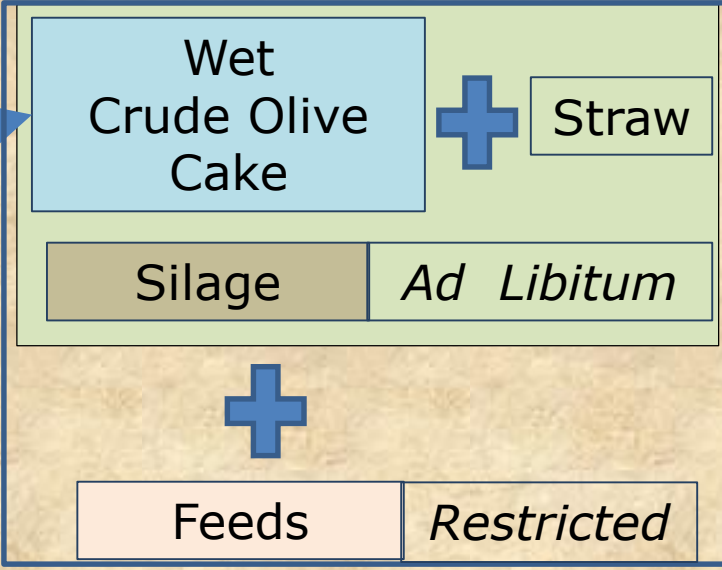 Wet
Crude Olive
Cake
Straw
Silage
Ad Libitum
Feeds
Restricted